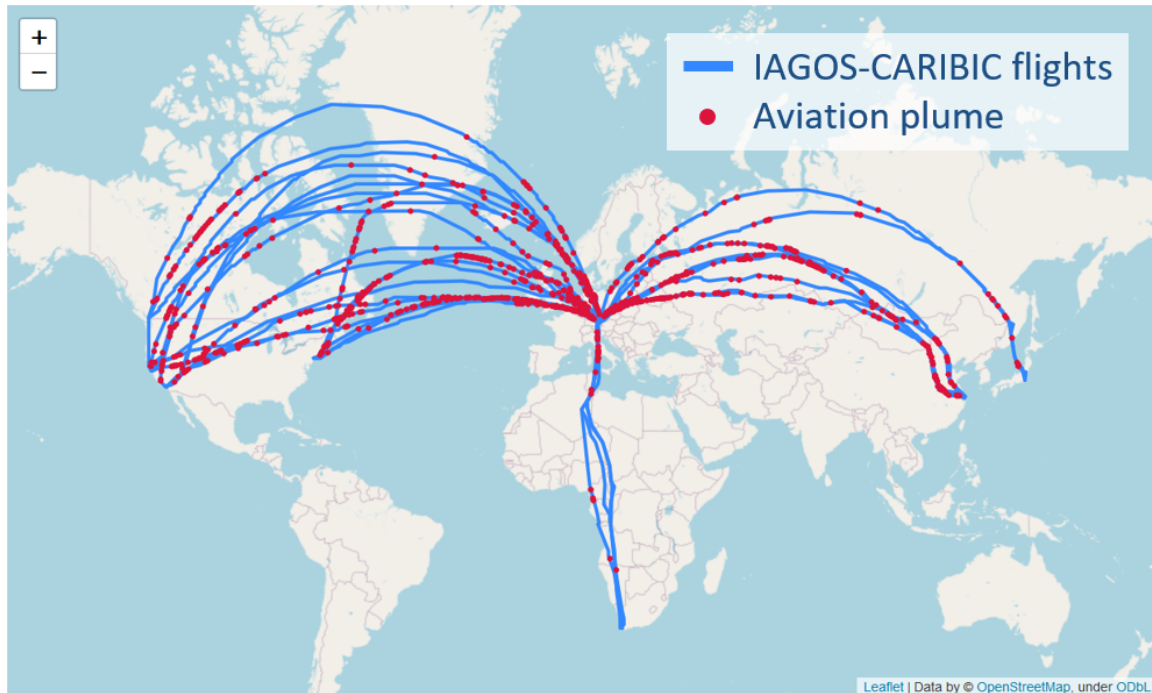 +
−
IAGOS-CARIBIC flights
Aviation plume
Leaflet | Data by © OpenStreetMap, under ODbL